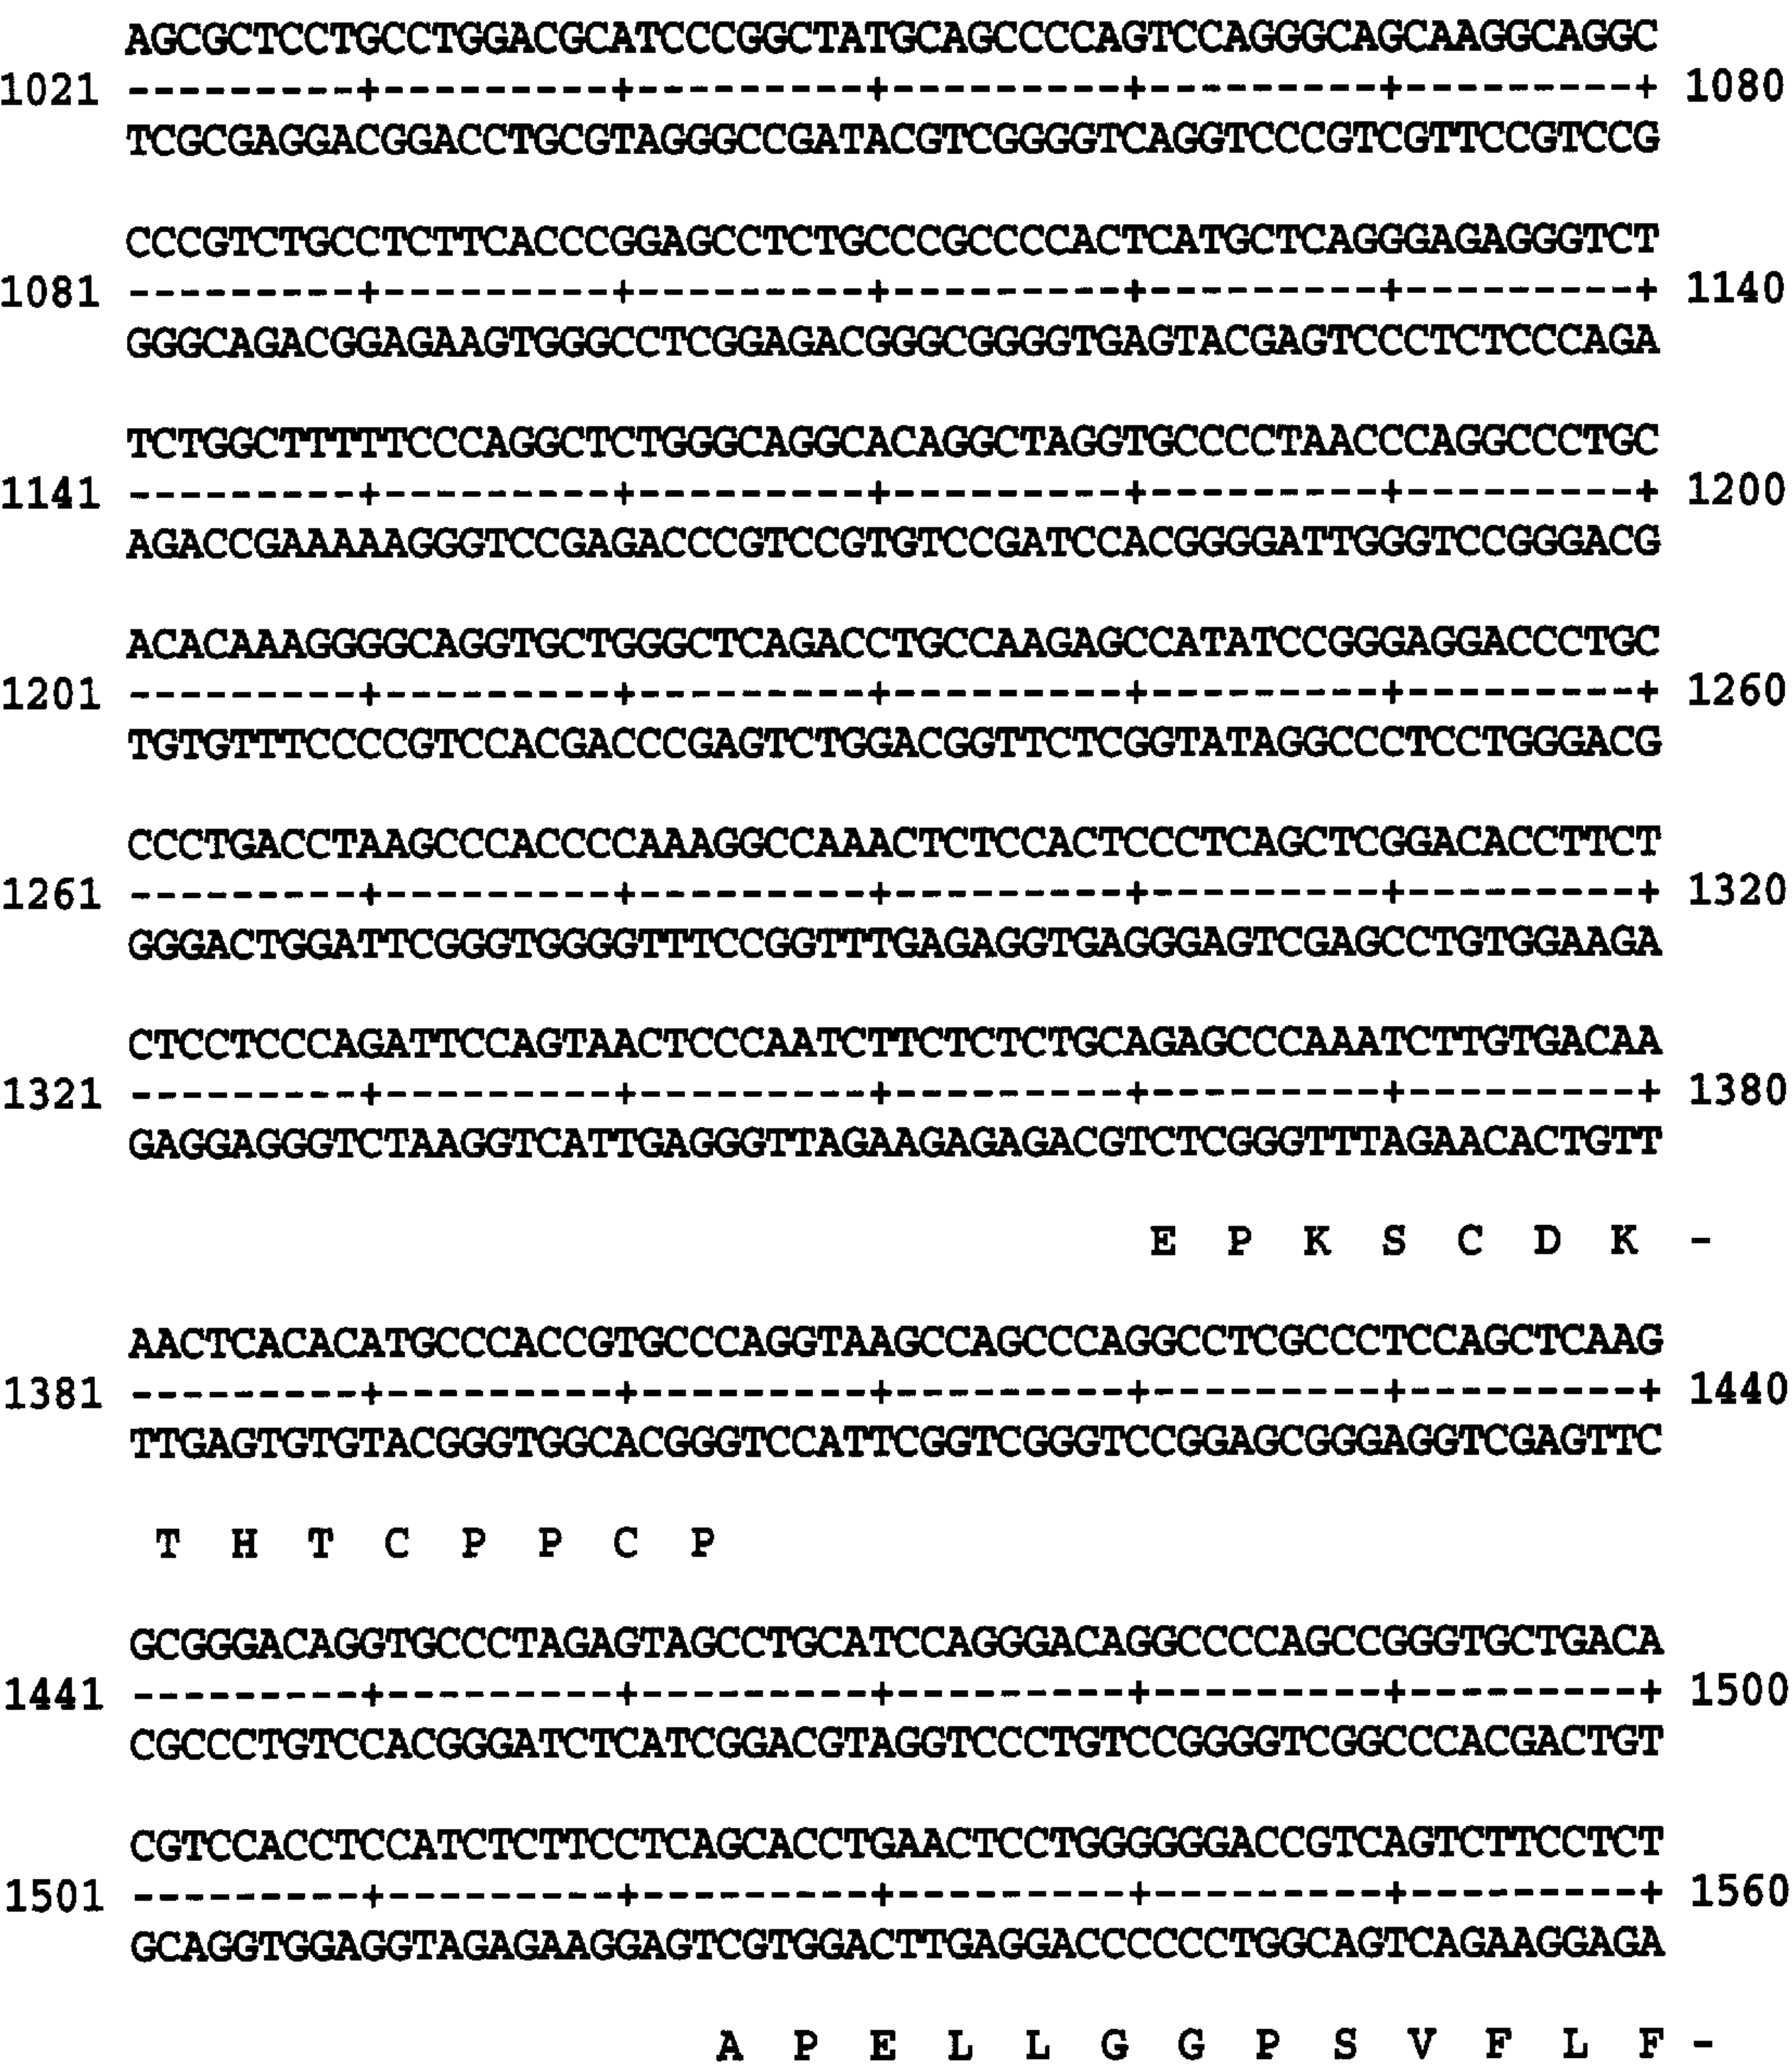 AGCGCTCCTGCCTGGACGCATCCCGGCTATGCAGCCCCAGTCCAGGGCAGCAAGGCAGGC
1021 ---------+---------+---------+---------+---------+---------+ 1080
TCGCGAGGACGGACCTGCGTAGGGCCGATACGTCGGGGTCAGGTCCCGTCGTTCCGTCCG
CCCGTCTGCCTCTTCACCCGGAGCCTCTGCCCGCCCCACTCATGCTCAGGGAGAGGGTCT
1081 ---------+---------+---------+---------+---------+---------+ 1140
GGGCAGACGGAGAAGTGGGCCTCGGAGACGGGCGGGGTGAGTACGAGTCCCTCTCCCAGA
TCTGGCTTTTTCCCAGGCTCTGGGCAGGCACAGGCTAGGTGCCCCTAACCCAGGCCCTGC
1141 ---------+---------+---------+---------+---------+---------+ 1200
AGACCGAAAAAGGGTCCGAGACCCGTCCGTGTCCGATCCACGGGGATTGGGTCCGGGACG
ACACAAAGGGGCAGGTGCTGGGCTCAGACCTGCCAAGAGCCATATCCGGGAGGACCCTGC
1201 ---------+---------+---------+---------+---------+---------+ 1260
TGTGTTTCCCCGTCCACGACCCGAGTCTGGACGGTTCTCGGTATAGGCCCTCCTGGGACG
CCCTGACCTAAGCCCACCCCAAAGGCCAAACTCTCCACTCCCTCAGCTCGGACACCTTCT
1261 ---------+---------+---------+---------+---------+---------+ 1320
GGGACTGGATTCGGGTGGGGTTTCCGGTTTGAGAGGTGAGGGAGTCGAGCCTGTGGAAGA
CTCCTCCCAGATTCCAGTAACTCCCAATCTTCTCTCTGCAGAGCCCAAATCTTGTGACAA
1321 ---------+---------+---------+---------+---------+---------+ 1380
GAGGAGGGTCTAAGGTCATTGAGGGTTAGAAGAGAGACGTCTCGGGTTTAGAACACTGTT
E P K S C D K -
AACTCACACATGCCCACCGTGCCCAGGTAAGCCAGCCCAGGCCTCGCCCTCCAGCTCAAG
1381 ---------+---------+---------+---------+---------+---------+ 1440
TTGAGTGTGTACGGGTGGCACGGGTCCATTCGGTCGGGTCCGGAGCGGGAGGTCGAGTTC
T H T C P P C P
GCGGGACAGGTGCCCTAGAGTAGCCTGCATCCAGGGACAGGCCCCAGCCGGGTGCTGACA
1441 ---------+---------+---------+---------+---------+---------+ 1500
CGCCCTGTCCACGGGATCTCATCGGACGTAGGTCCCTGTCCGGGGTCGGCCCACGACTGT
CGTCCACCTCCATCTCTTCCTCAGCACCTGAACTCCTGGGGGGACCGTCAGTCTTCCTCT
1501 ---------+---------+---------+---------+---------+---------+ 1560
GCAGGTGGAGGTAGAGAAGGAGTCGTGGACTTGAGGACCCCCCTGGCAGTCAGAAGGAGA
A P E L L G G P S V F L F -